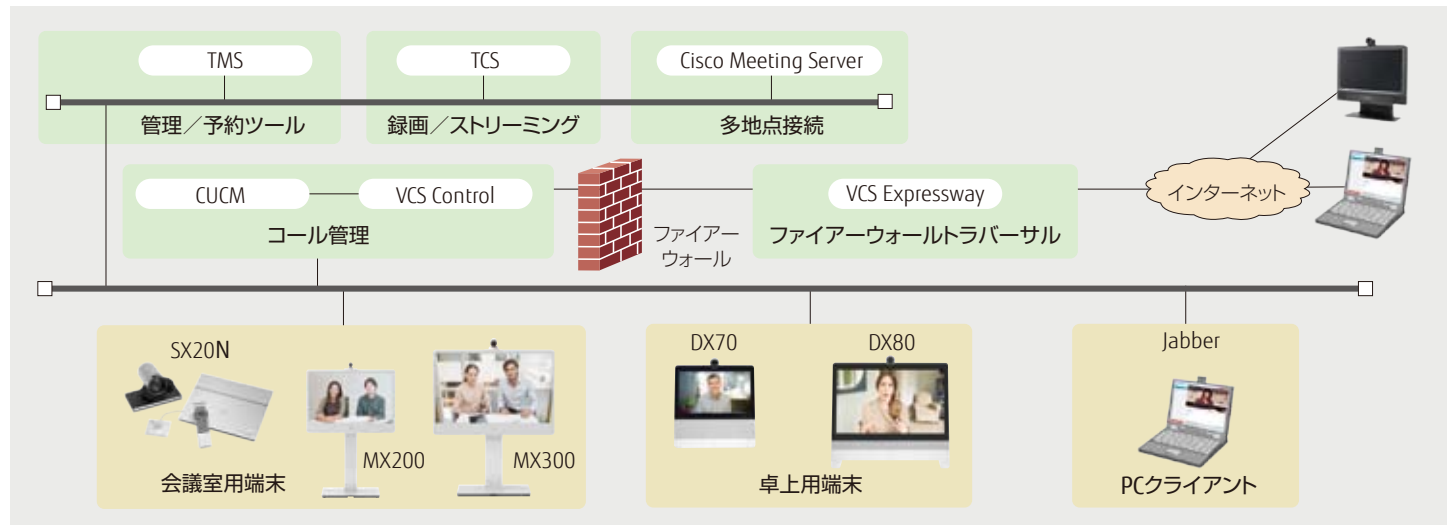 TMS
TCS
Cisco Meeting Server
管理／予約ツール
録画／ストリーミング
多地点接続
CUCM
VCS Control
コール管理
ファイアー
ウォール
VCS Expressway
ファイアーウォールトラバーサル
インターネット
SX20N
MX200
MX300
会議室用端末
DX70
DX80
卓上用端末
Jabber
PCクライアント